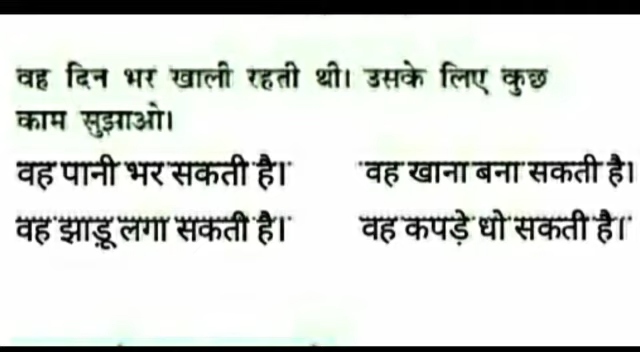 वह दिन भर खाली रहती थी। उसके लिए कुछ
काम सुझाओ।
वह पानी भर सकती है। वह खाना बना सकती है।
वह झाड़ू लगा सकती है। वह कपड़े धो सकती है।